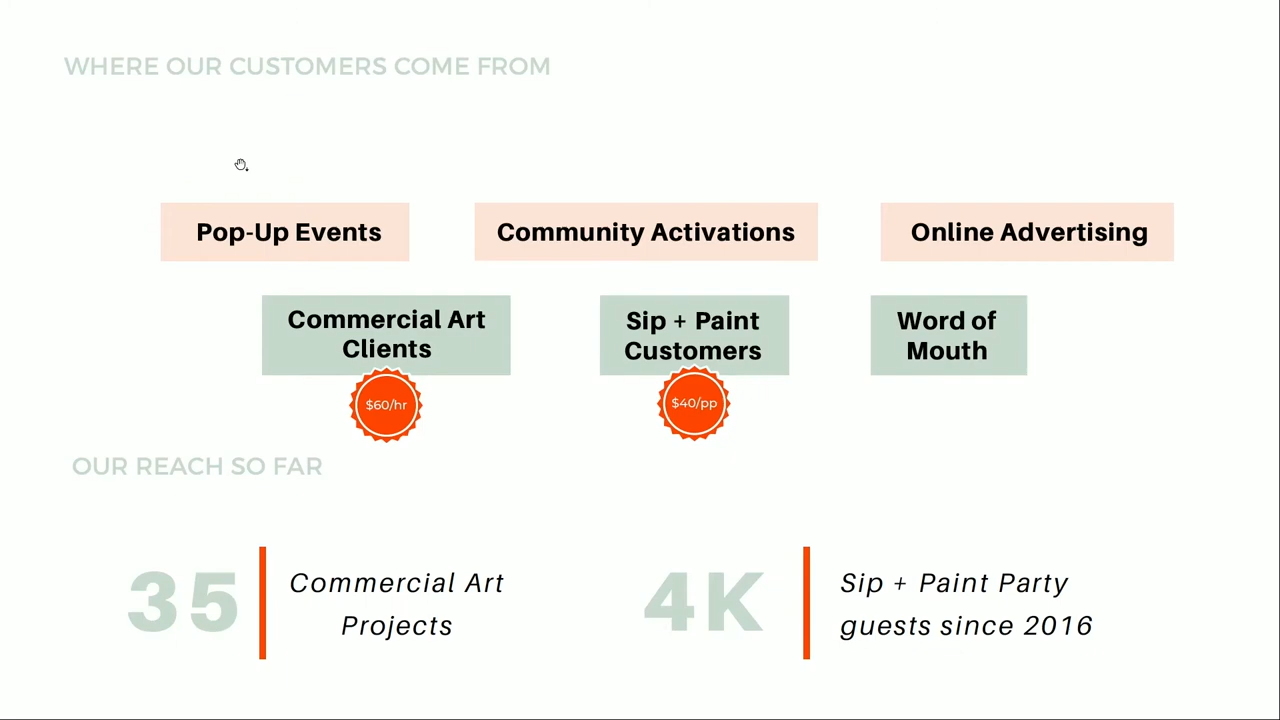 WHERE OUR CUSTOMERS COME FROM
Pop-Up Events
Community Activations
Online Advertising
Commercial Art
Clients
Sip + Paint
Customers
Word of
Mouth
$60/hr
$40/pp
OUR REACH SO FAR
35
Commercial Art
Projects
4K
Sip + Paint Party
guests since 2016